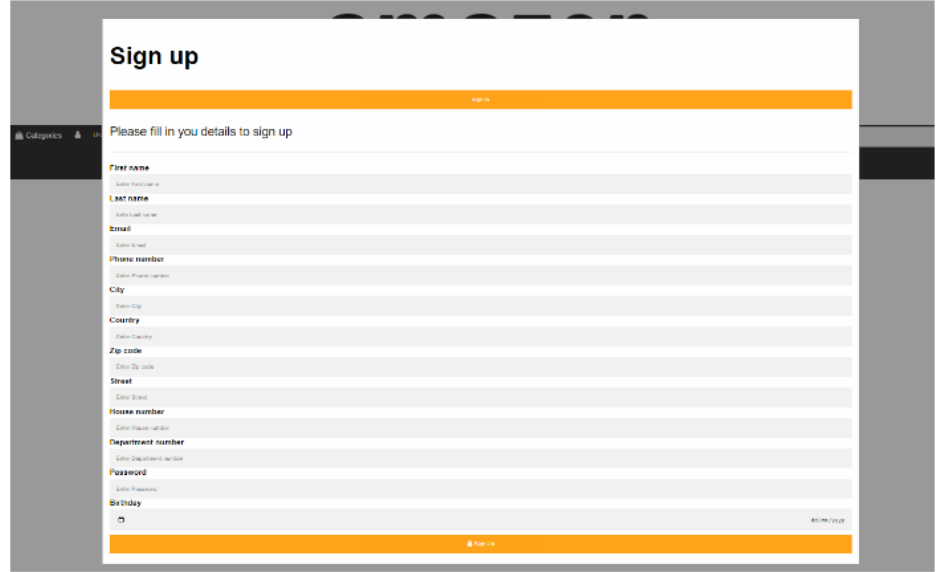 amazon
Sign up
Sign in
Categories
Please fill in you details to sign up
First name
Enter First name
Last name
Enter Last name
Email
Enter Email
Phone number
Enter Phone number
City
Enter City
Country
Enter Country
Zip code
Enter Zip code
Street
Enter Street
House number
Enter House number
Department number
Enter Department number
Password
Enter Password
Birthday
dd/mm/yyyy
Sign Up